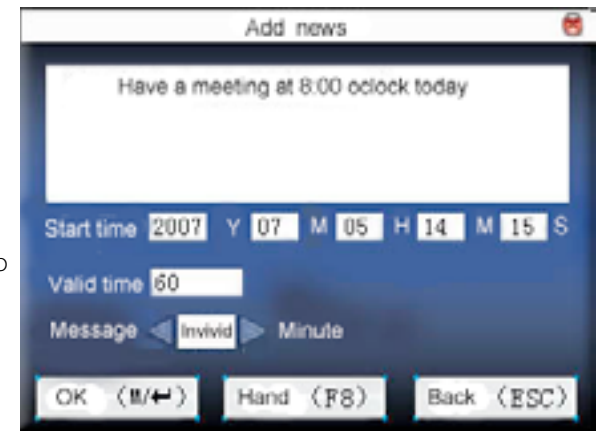 Add news
Have a meeting at 8:00 oclock today
Start time 2007 Y 07 M 05 H 14 M 15 S
Valid time 60
Message Invivid Minute
OK (M/↵) Hand (F8) Back (ESC)